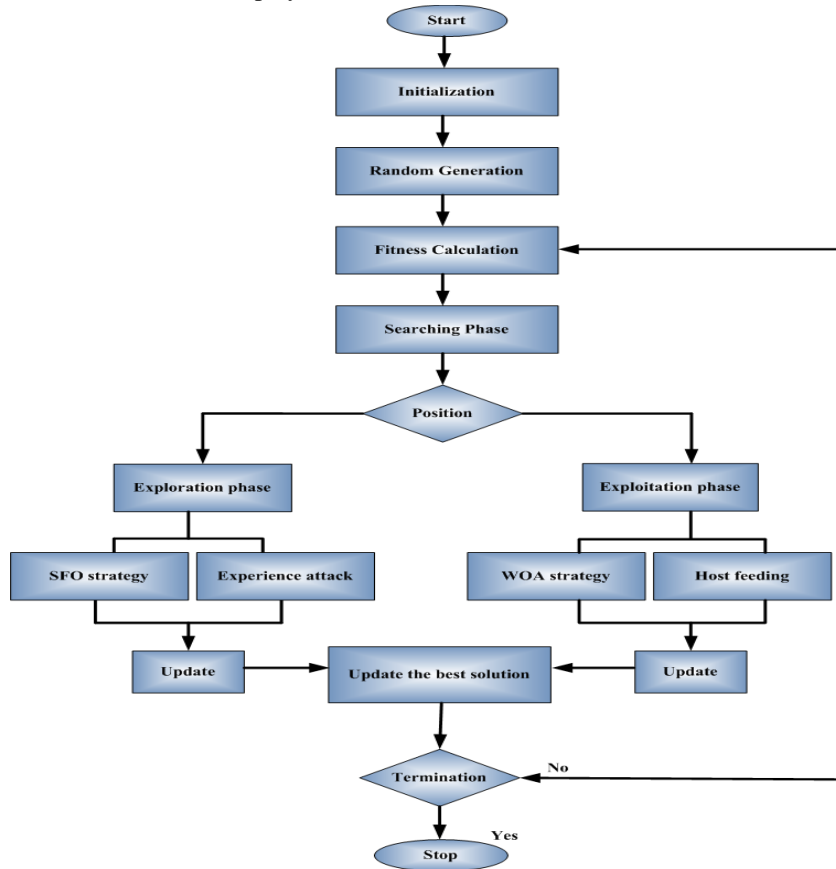 Start
Initialization
Random Generation
Fitness Calculation
Searching Phase
Position
Exploration phase
Exploitation phase
SFO strategy
Experience attack
WOA strategy
Host feeding
Update
Update the best solution
Update
Termination
No
Yes
Stop